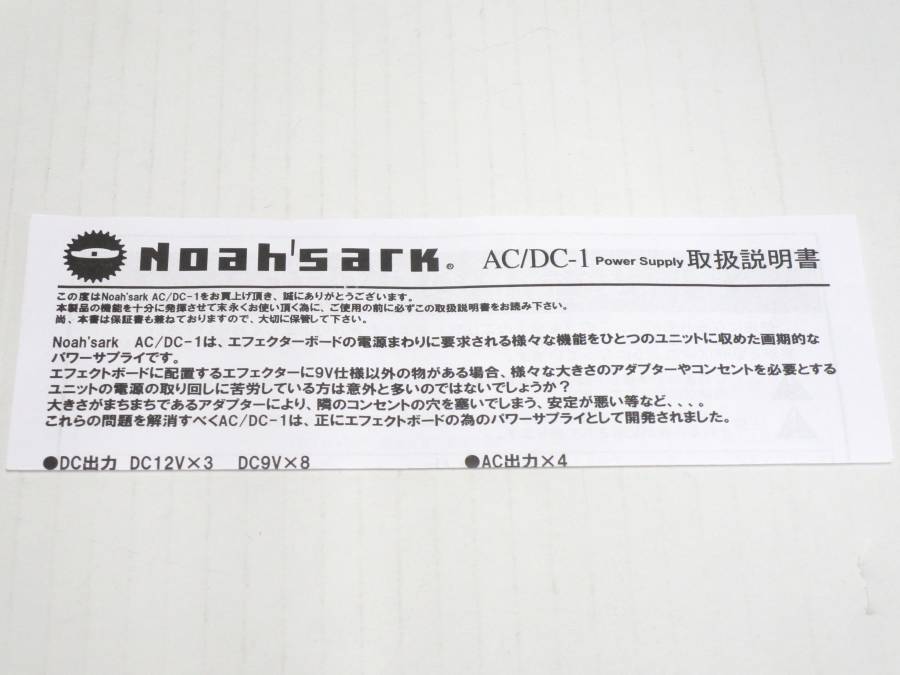 Noah'sark® AC/DC-1 Power Supply 取扱説明書
この度はNoah'sark AC/DC-1をお買上げ頂き、誠にありがとうございます。
本製品の機能を十分に発揮させて末永くお使い頂く為に、ご使用の前に必ずこの取扱説明書をお読み下さい。
尚、本書は保証書も兼ねておりますので、大切に保管して下さい。
Noah'sark AC/DC-1は、エフェクターボードの電源まわりに要求される様々な機能をひとつのユニットに収めた画期的な
パワーサプライです。
エフェクトボードに配置するエフェクターに9V仕様以外の物がある場合、様々な大きさのアダプターやコンセントを必要とする
ユニットの電源の取り回しに苦労している方は意外と多いのではないでしょうか?
大きさがまちまちであるアダプターにより、隣のコンセントの穴を塞いでしまう、安定が悪い等など、、、。
これらの問題を解消すべくAC/DC-1は、正にエフェクトボードの為のパワーサプライとして開発されました。
●DC出力 DC12V×3 DC9V×8 ●AC出力×4